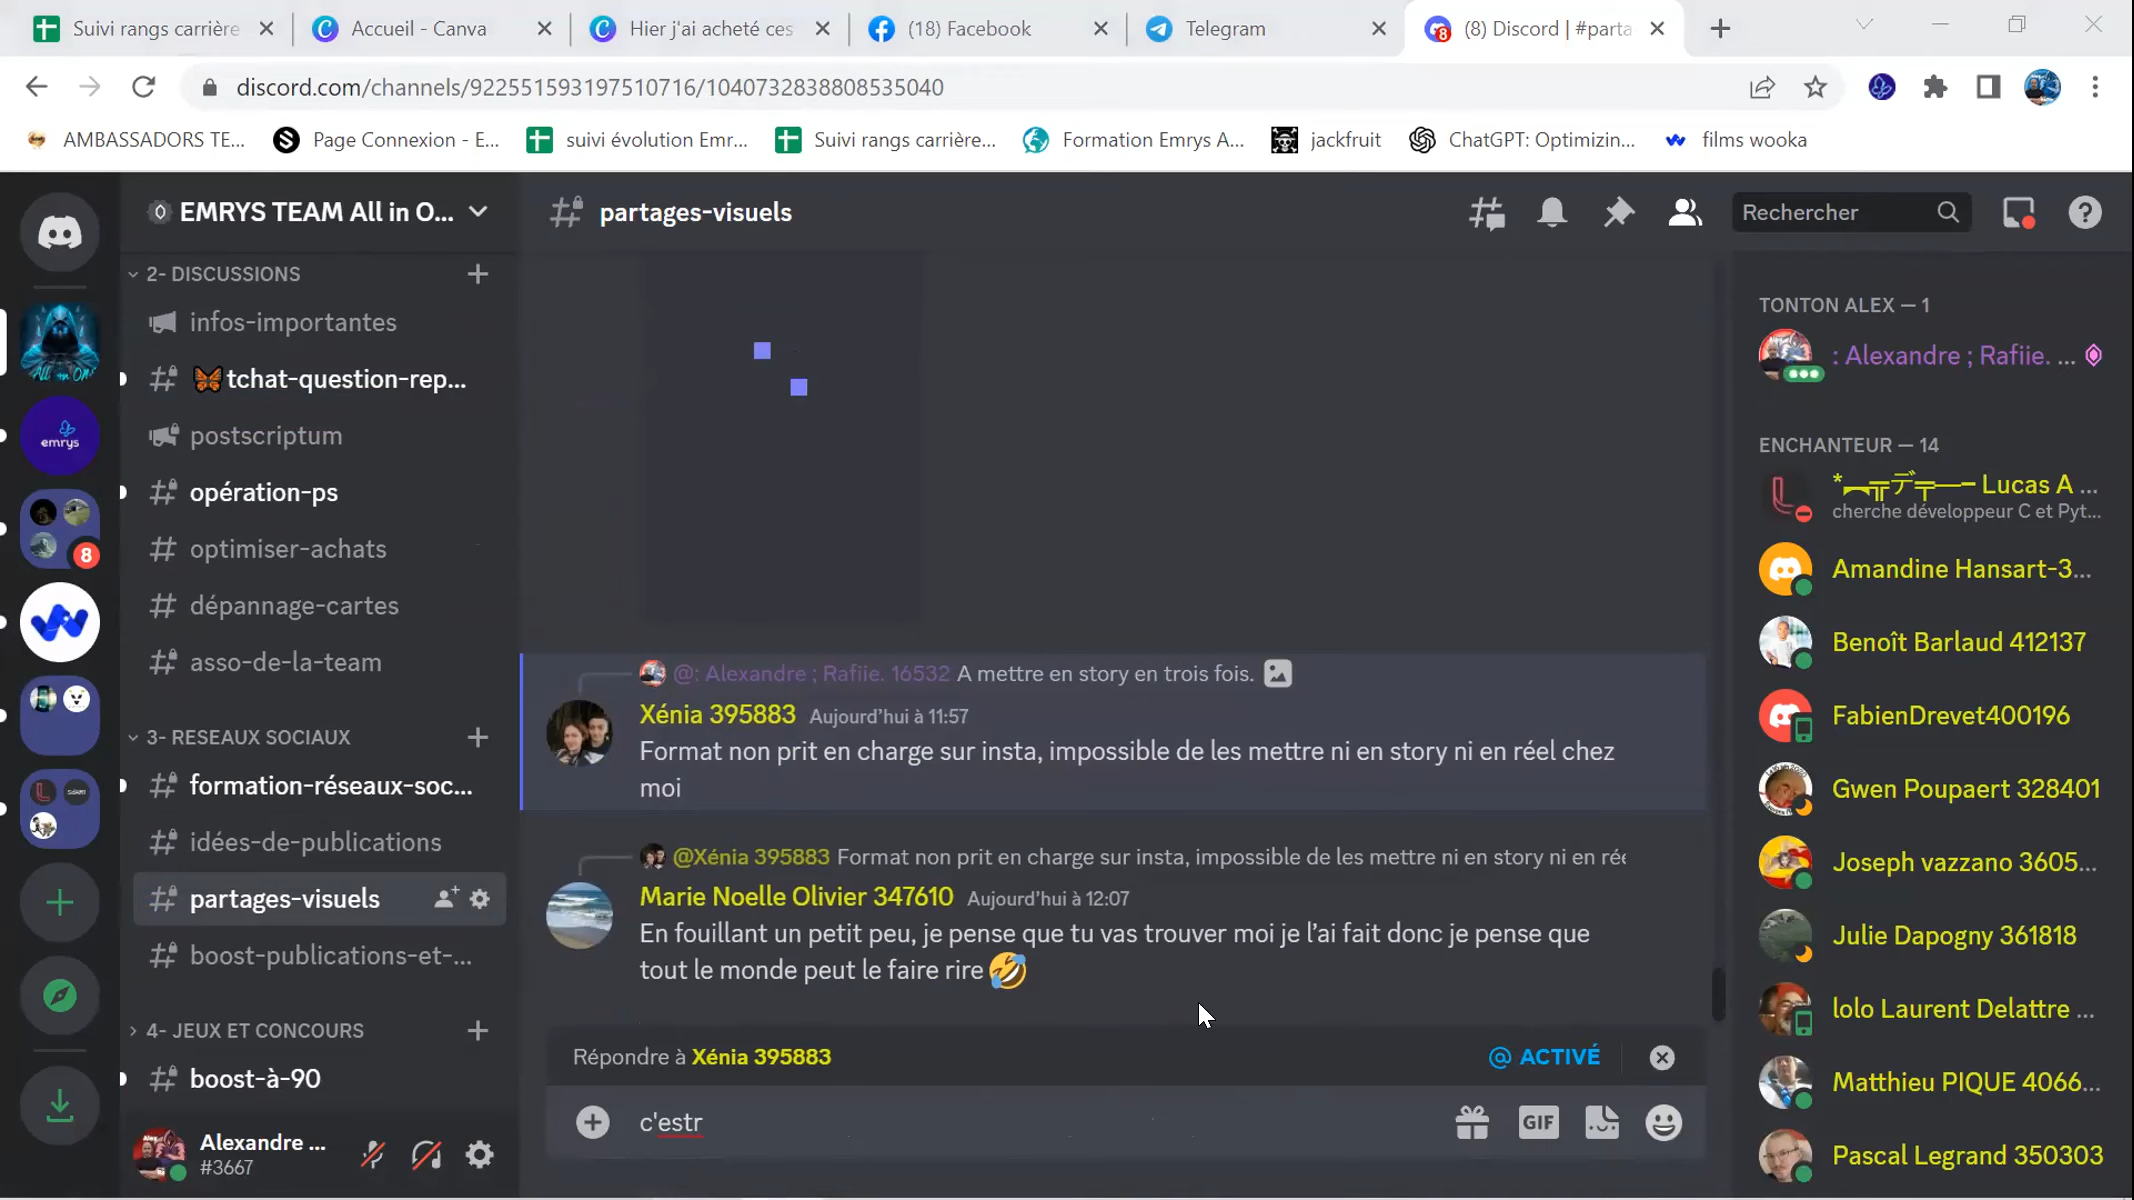 Suivi rangs carrière
Accueil - Canva
Hier j'ai acheté ces
(18) Facebook
Telegram
(8) Discord | #parta
discord.com/channels/922551593197510716/1040732838808535040
AMBASSADORS TE...
Page Connexion - E...
suivi évolution Emr...
Suivi rangs carrière...
Formation Emrys A...
jackfruit
ChatGPT: Optimizin...
films wooka
EMRYS TEAM All in O...
partages-visuels
Rechercher
2- DISCUSSIONS
infos-importantes
tchat-question-rep...
postscriptum
opération-ps
optimiser-achats
dépannage-cartes
asso-de-la-team
3- RESEAUX SOCIAUX
formation-réseaux-soc...
idées-de-publications
partages-visuels
boost-publications-et-...
4- JEUX ET CONCOURS
boost-à-90
Alexandre ...
#3667
All in One
emrys
8
@: Alexandre ; Rafiie. 16532 A mettre en story en trois fois.
Xénia 395883 Aujourd'hui à 11:57
Format non prit en charge sur insta, impossible de les mettre ni en story ni en réel chez
moi
@Xénia 395883 Format non prit en charge sur insta, impossible de les mettre ni en story ni en rée
Marie Noelle Olivier 347610 Aujourd'hui à 12:07
En fouillant un petit peu, je pense que tu vas trouver moi je l'ai fait donc je pense que
tout le monde peut le faire rire
Répondre à Xénia 395883
@ ACTIVÉ
c'estr
GIF
TONTON ALEX — 1
: Alexandre ; Rafiie. ...
ENCHANTEUR — 14
Lucas A ...
cherche développeur C et Pyt...
Amandine Hansart-3...
Benoît Barlaud 412137
FabienDrevet400196
Gwen Poupaert 328401
Joseph vazzano 3605...
Julie Dapogny 361818
lolo Laurent Delattre ...
Matthieu PIQUE 4066...
Pascal Legrand 350303